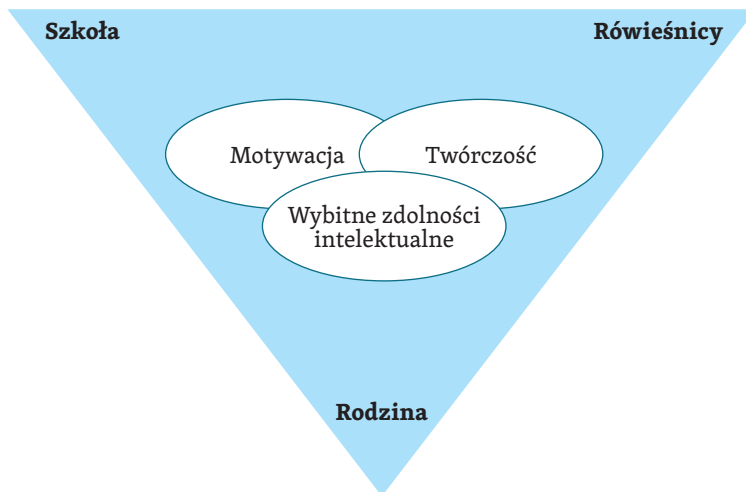 Szkoła
Rówieśnicy
Motywacja
Twórczość
Wybitne zdolności
intelektualne
Rodzina